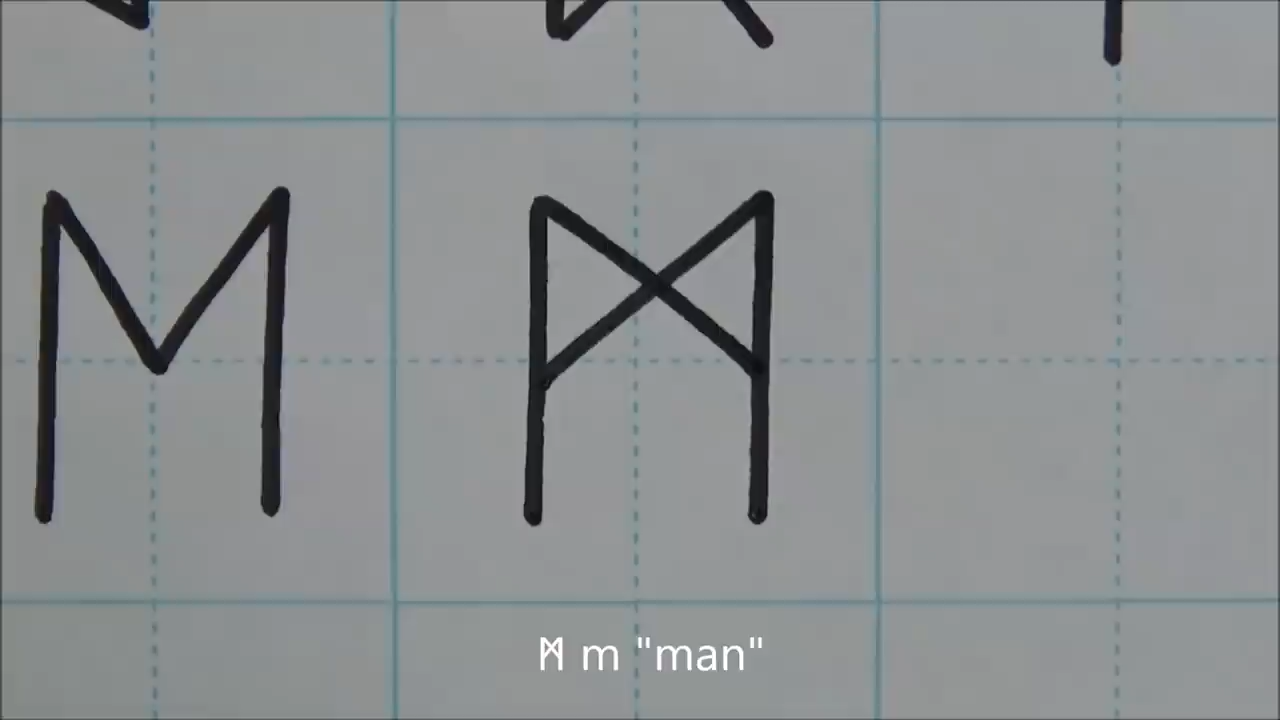 ᛖ ᛗ
ᛗ m "man"